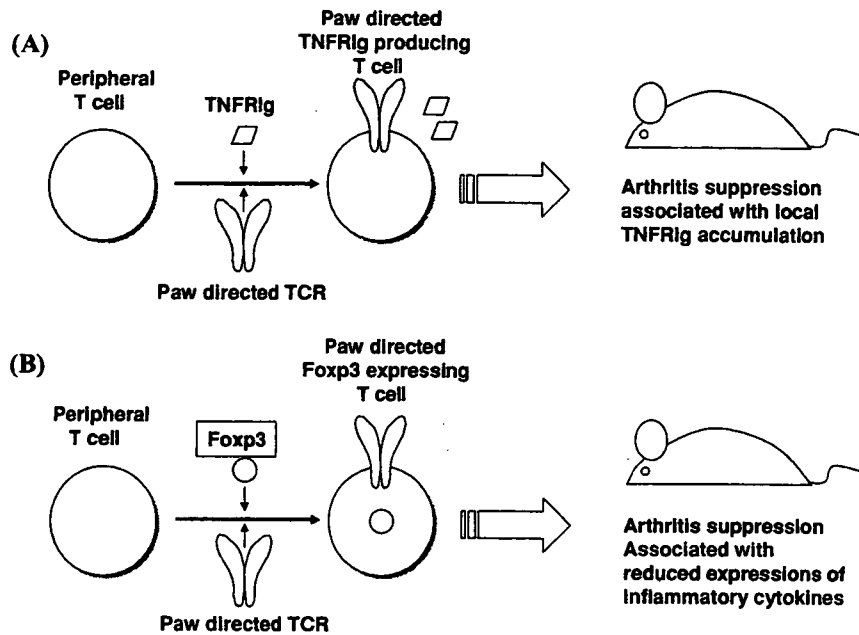 (A)
Peripheral
T cell
TNFRIg
Paw directed TCR
Paw directed
TNFRIg producing
T cell
Arthritis suppression
associated with local
TNFRIg accumulation
(B)
Peripheral
T cell
Foxp3
Paw directed TCR
Paw directed
Foxp3 expressing
T cell
Arthritis suppression
Associated with
reduced expressions of
inflammatory cytokines